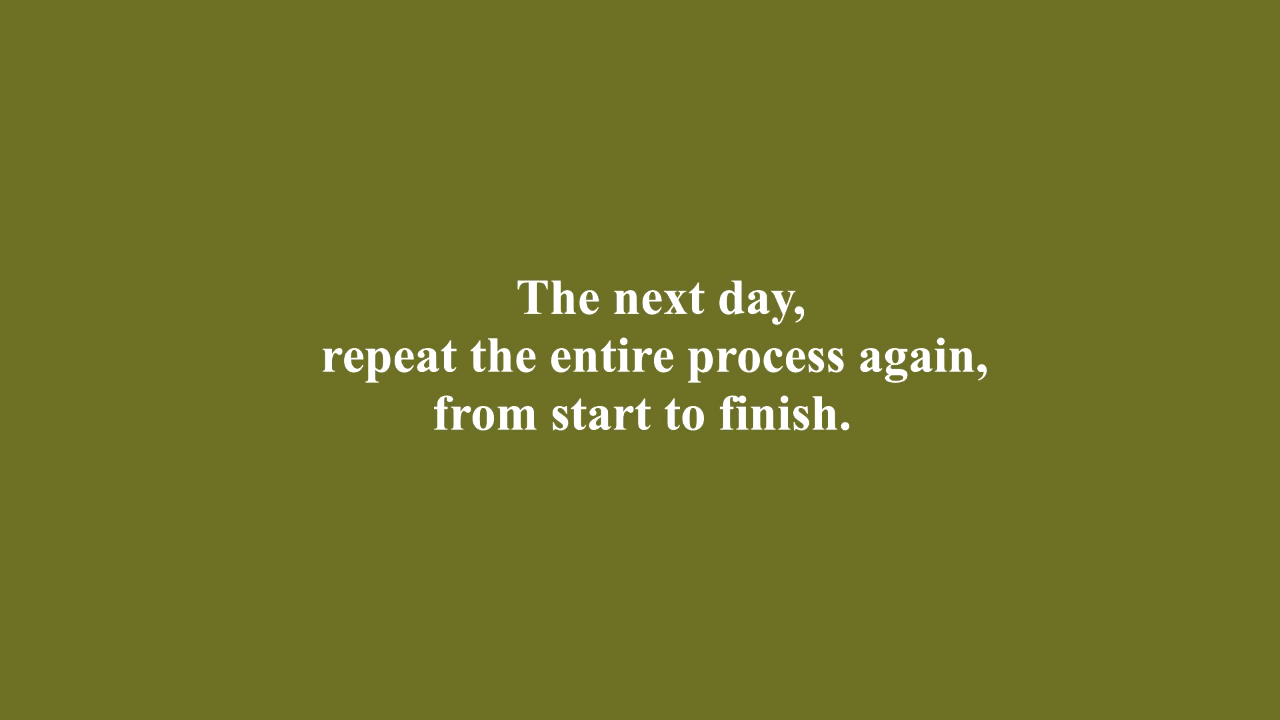 The next day,
repeat the entire process again,
from start to finish.